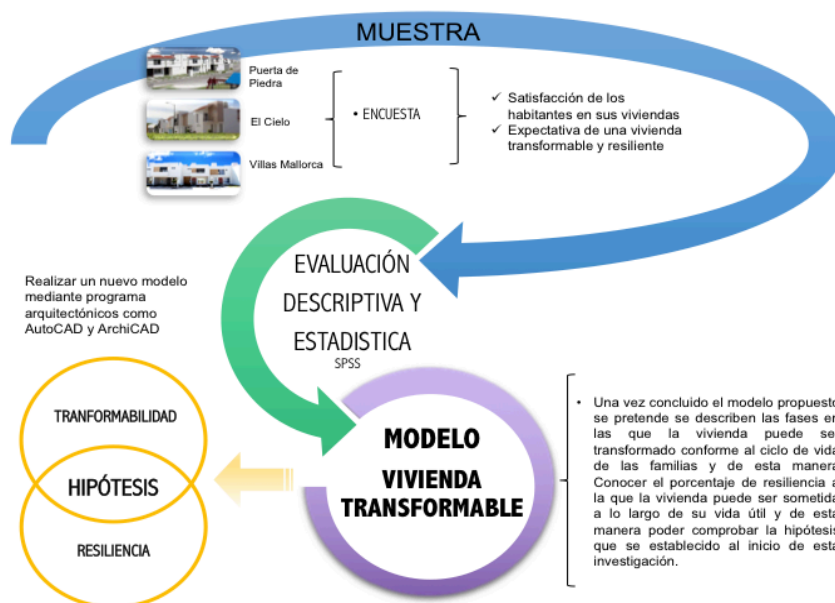 MUESTRA
Puerta de
Piedra
El Cielo
Villas Mallorca
• ENCUESTA
✓ Satisfacción de los
habitantes en sus viviendas
✓ Expectativa de una vivienda
transformable y resiliente
EVALUACIÓN
DESCRIPTIVA Y
ESTADISTICA
SPSS
Realizar un nuevo modelo
mediante programa
arquitectónicos como
AutoCAD y ArchiCAD
TRANFORMABILIDAD
HIPÓTESIS
RESILIENCIA
MODELO
VIVIENDA
TRANSFORMABLE
• Una vez concluido el modelo propuesto
se pretende se describen las fases en
las que la vivienda puede se
transformado conforme al ciclo de vida
de las familias y de esta manera
Conocer el porcentaje de resiliencia a
la que la vivienda puede ser sometida
a lo largo de su vida útil y de esta
manera poder comprobar la hipótesis
que se establecido al inicio de esta
investigación.